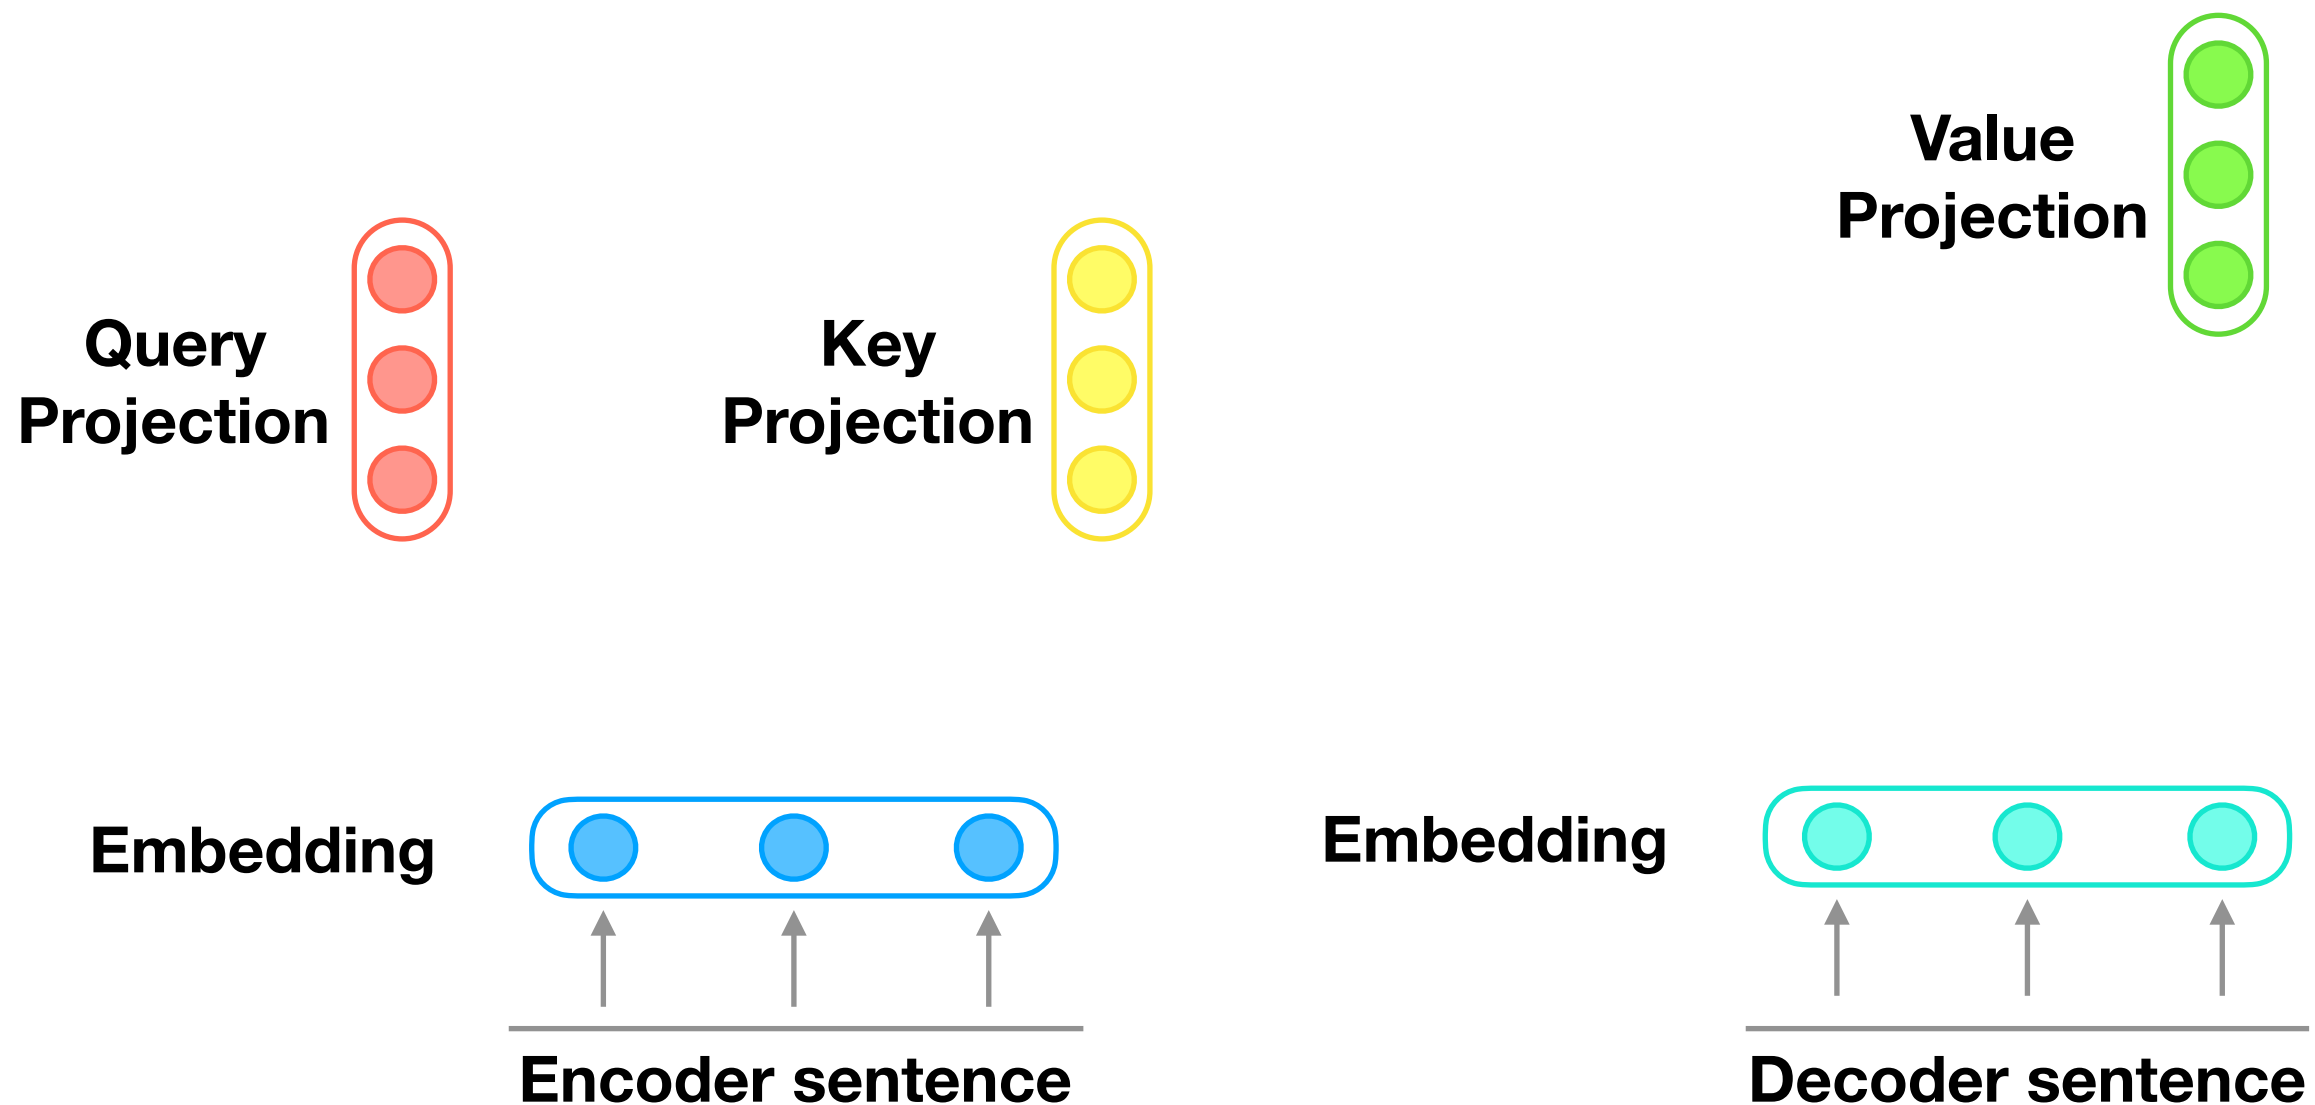 Value
Projection
Query
Projection
Key
Projection
Embedding
Embedding
Encoder sentence
Decoder sentence